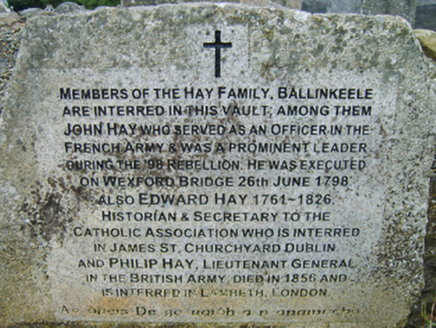 MEMBERS OF THE HAY FAMILY, BALLINKEELE
ARE INTERRED IN THIS VAULT, AMONG THEM
JOHN HAY WHO SERVED AS AN OFFICER IN THE
FRENCH ARMY & WAS A PROMINENT LEADER
DURING THE '98 REBELLION. HE WAS EXECUTED
ON WEXFORD BRIDGE 26th JUNE 1798
ALSO EDWARD HAY 1761~1826.
HISTORIAN & SECRETARY TO THE
CATHOLIC ASSOCIATION WHO IS INTERRED
IN JAMES ST. CHURCHYARD DUBLIN
AND PHILIP HAY, LIEUTENANT GENERAL
IN THE BRITISH ARMY, DIED IN 1856 AND
IS INTERRED IN LAMBETH, LONDON.
De go raibh a n